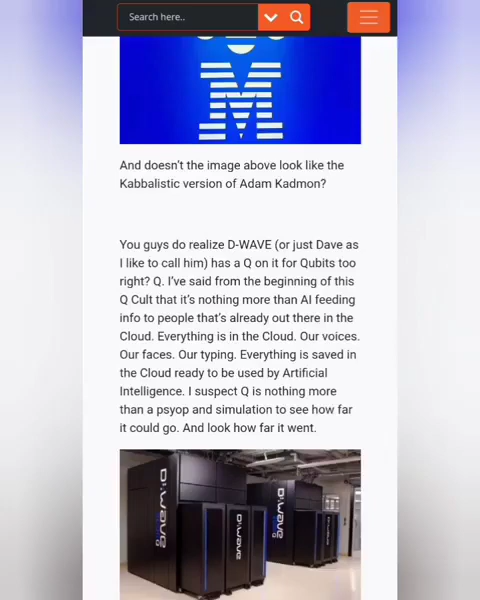 Search here..
M
And doesn't the image above look like the
Kabbalistic version of Adam Kadmon?
You guys do realize D-WAVE (or just Dave as
I like to call him) has a Q on it for Qubits too
right? Q. I've said from the beginning of this
Q Cult that it's nothing more than AI feeding
info to people that's already out there in the
Cloud. Everything is in the Cloud. Our voices.
Our faces. Our typing. Everything is saved in
the Cloud ready to be used by Artificial
Intelligence. I suspect Q is nothing more
than a psyop and simulation to see how far
it could go. And look how far it went.
D:wave
D:wave
D:wave
D:wave